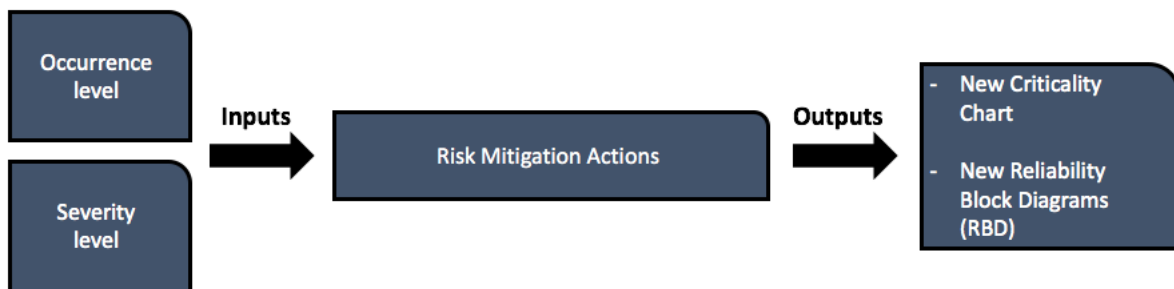 Occurrence
level
Severity
level
Inputs
Risk Mitigation Actions
Outputs
- New Criticality
Chart
- New Reliability
Block Diagrams
(RBD)